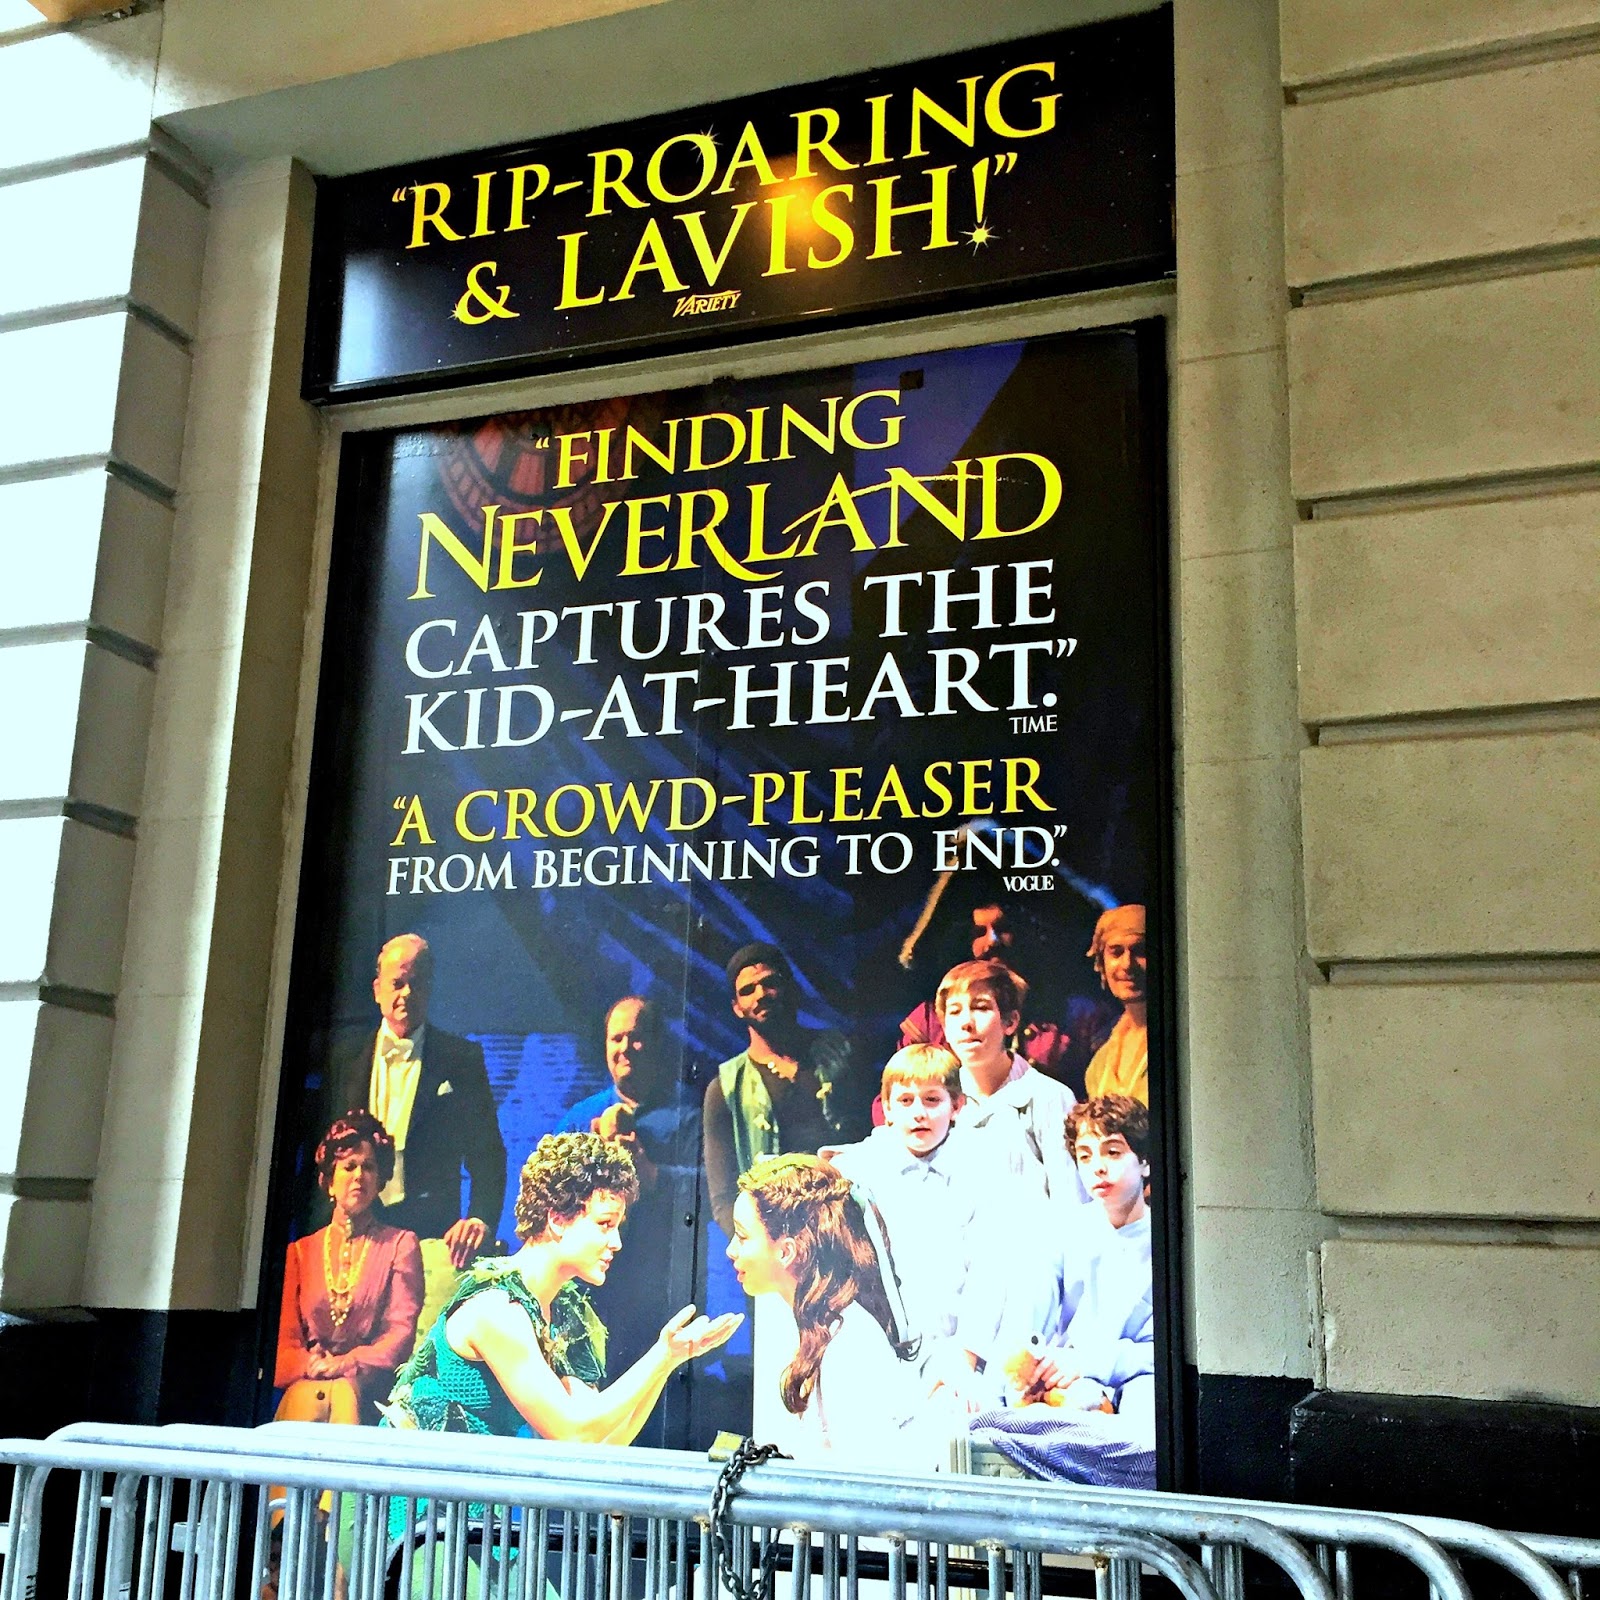 “RIP-ROARING
& LAVISH!”
VARIETY
“FINDING
NEVERLAND
CAPTURES THE
KID-AT-HEART.”
TIME
“A CROWD-PLEASER
FROM BEGINNING TO END.”
VOGUE